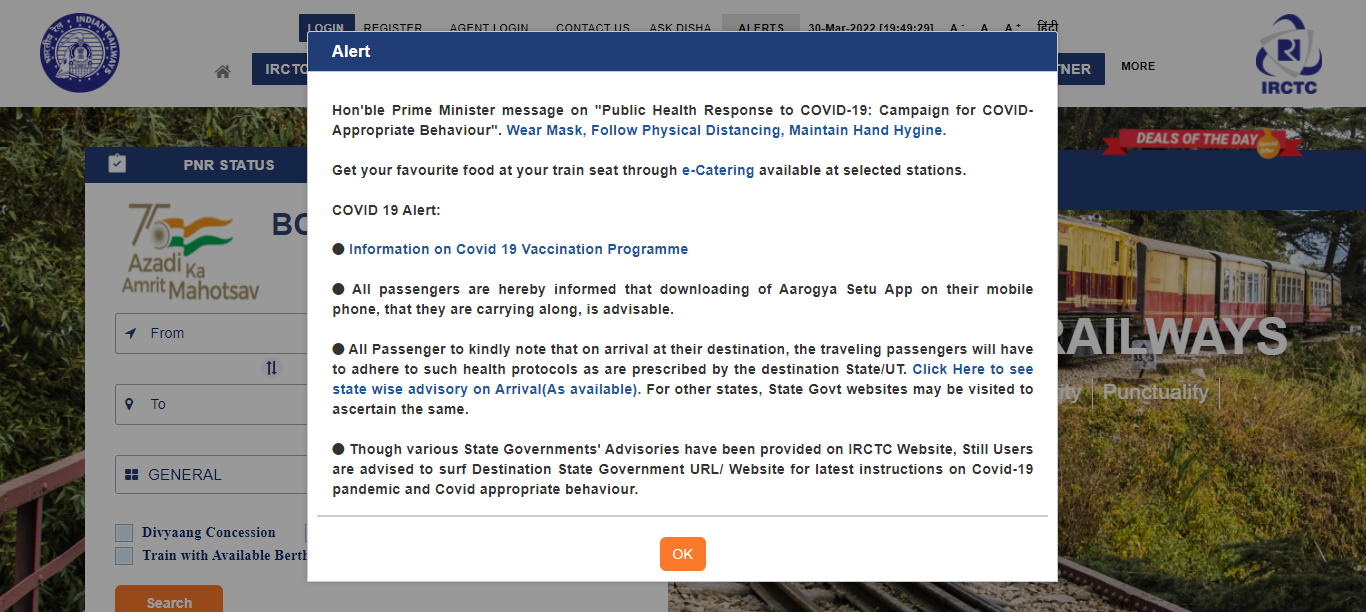 LOGIN REGISTER AGENT LOGIN CONTACT US ASK DISHA ALERTS 30-Mar-2022 [19:49:29] A - A A + हिंदी
INDIAN RAILWAYS
भारतीय रेल
IRCTC
MORE
IRCTC
Alert
Hon'ble Prime Minister message on "Public Health Response to COVID-19: Campaign for COVID-
Appropriate Behaviour". Wear Mask, Follow Physical Distancing, Maintain Hand Hygine.
Get your favourite food at your train seat through e-Catering available at selected stations.
COVID 19 Alert:
● Information on Covid 19 Vaccination Programme
● All passengers are hereby informed that downloading of Aarogya Setu App on their mobile
phone, that they are carrying along, is advisable.
● All Passenger to kindly note that on arrival at their destination, the traveling passengers will have
to adhere to such health protocols as are prescribed by the destination State/UT. Click Here to see
state wise advisory on Arrival(As available). For other states, State Govt websites may be visited to
ascertain the same.
● Though various State Governments' Advisories have been provided on IRCTC Website, Still Users
are advised to surf Destination State Government URL/ Website for latest instructions on Covid-19
pandemic and Covid appropriate behaviour.
OK
PNR STATUS
75
Azadi Ka
Amrit Mahotsav
From
To
GENERAL
Divyaang Concession
Train with Available Berth
Search
DEALS OF THE DAY
Special
Offer
RAILWAYS
Punctuality